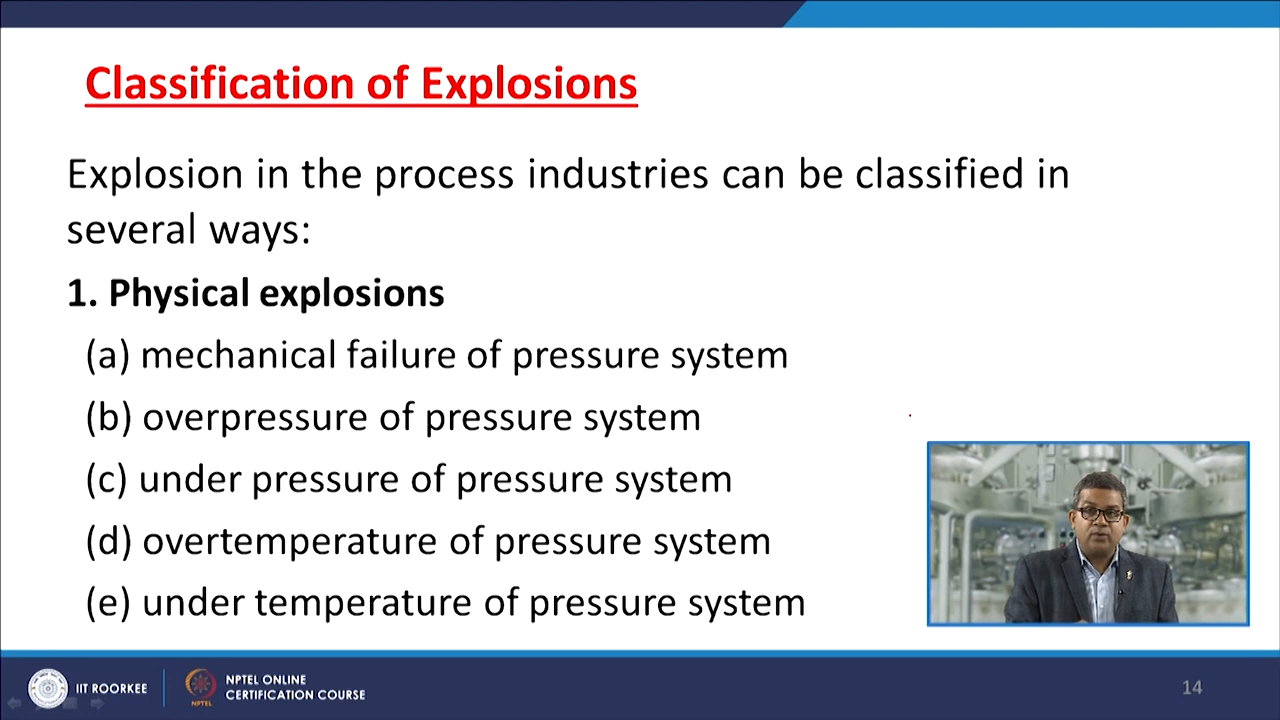 Classification of Explosions
Explosion in the process industries can be classified in
several ways:
1. Physical explosions
(a) mechanical failure of pressure system
(b) overpressure of pressure system
(c) under pressure of pressure system
(d) overtemperature of pressure system
(e) under temperature of pressure system
IIT ROORKEE
NPTEL
NPTEL ONLINE
CERTIFICATION COURSE
14